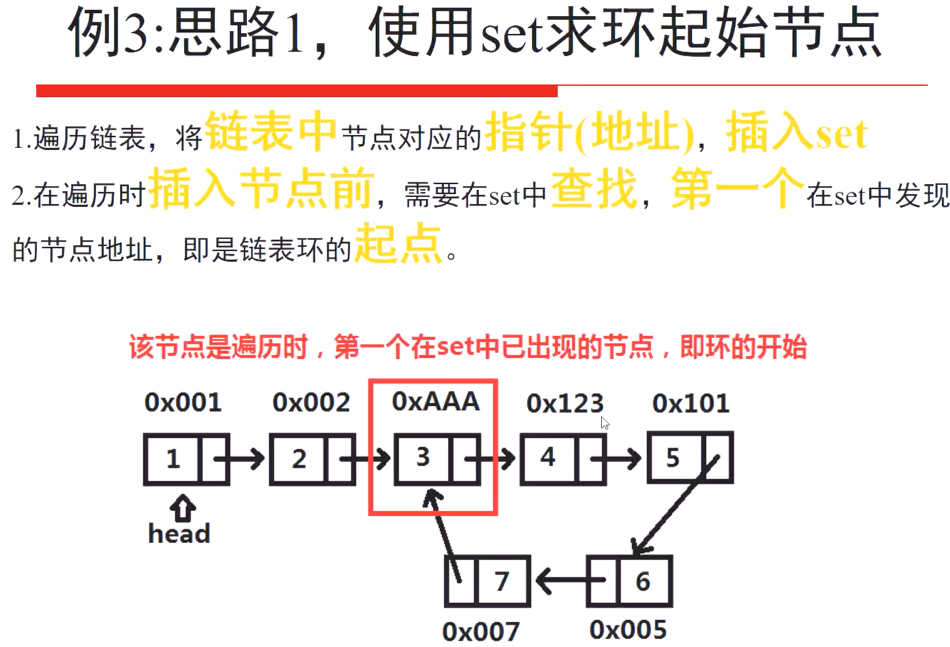 例3:思路1，使用set求环起始节点
1.遍历链表，将链表中节点对应的指针(地址)，插入set
2.在遍历时插入节点前，需要在set中查找，第一个在set中发现
的节点地址，即是链表环的起点。
该节点是遍历时，第一个在set中已出现的节点，即环的开始
0x001 0x002 0xAAA 0x123 0x101
1 2 3 4 5
head
7 6
0x007 0x005